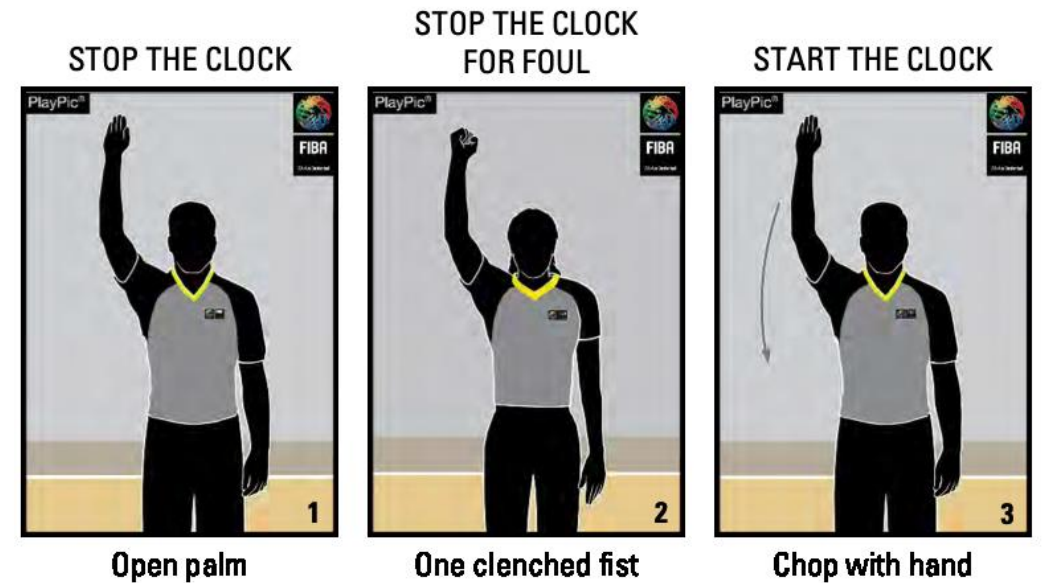 STOP THE CLOCK
STOP THE CLOCK
FOR FOUL
START THE CLOCK
PlayPic®
FIBA
1
PlayPic®
FIBA
2
PlayPic®
FIBA
3
Open palm
One clenched fist
Chop with hand